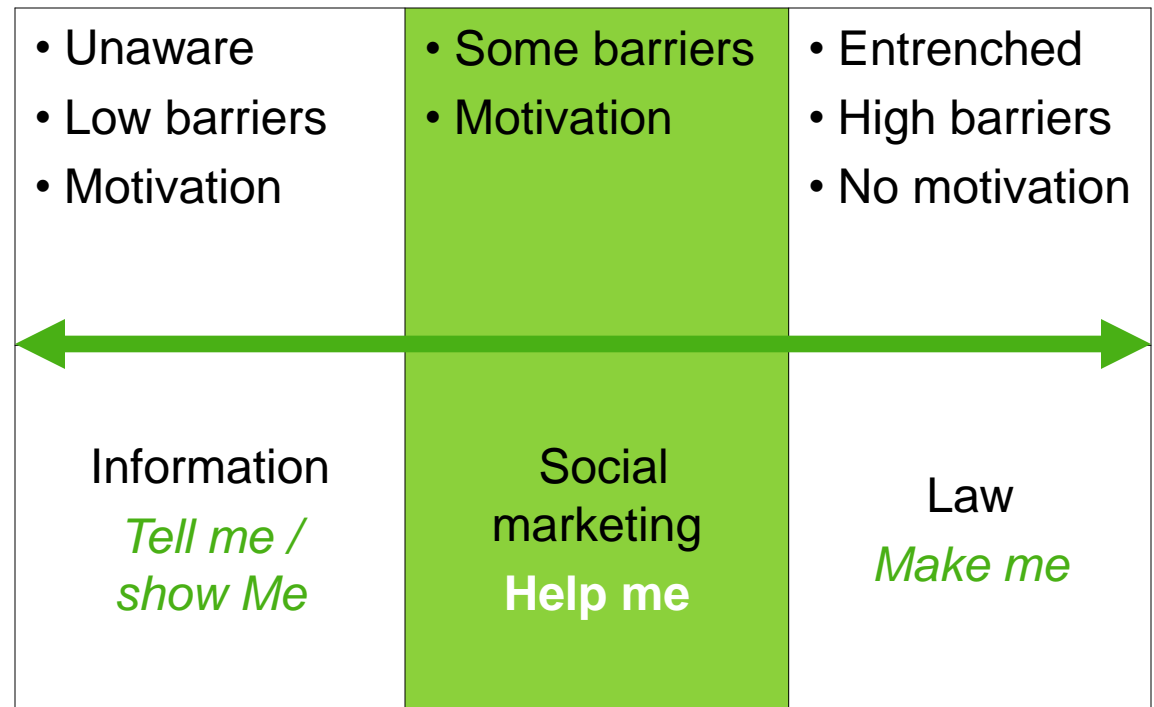 • Unaware
• Low barriers
• Motivation
• Some barriers
• Motivation
• Entrenched
• High barriers
• No motivation
Information
Tell me /
show Me
Social
marketing
Help me
Law
Make me